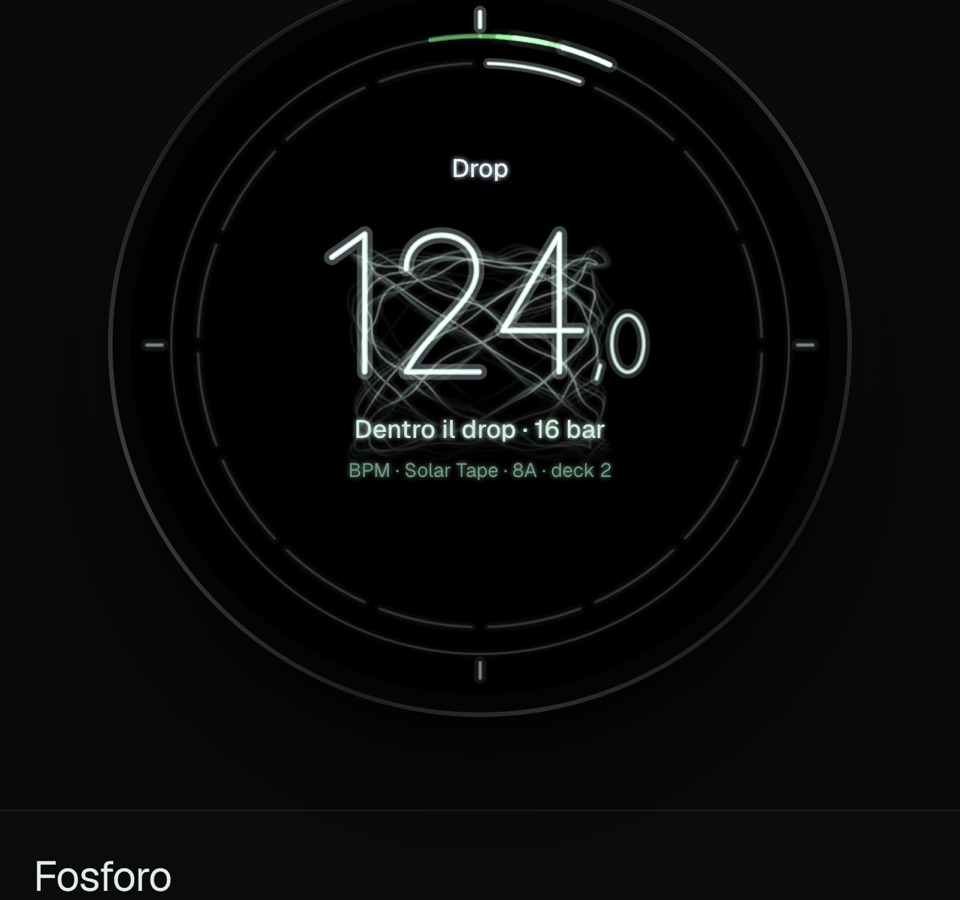 Drop
124,0
Dentro il drop · 16 bar
BPM · Solar Tape · 8A · deck 2
Fosforo